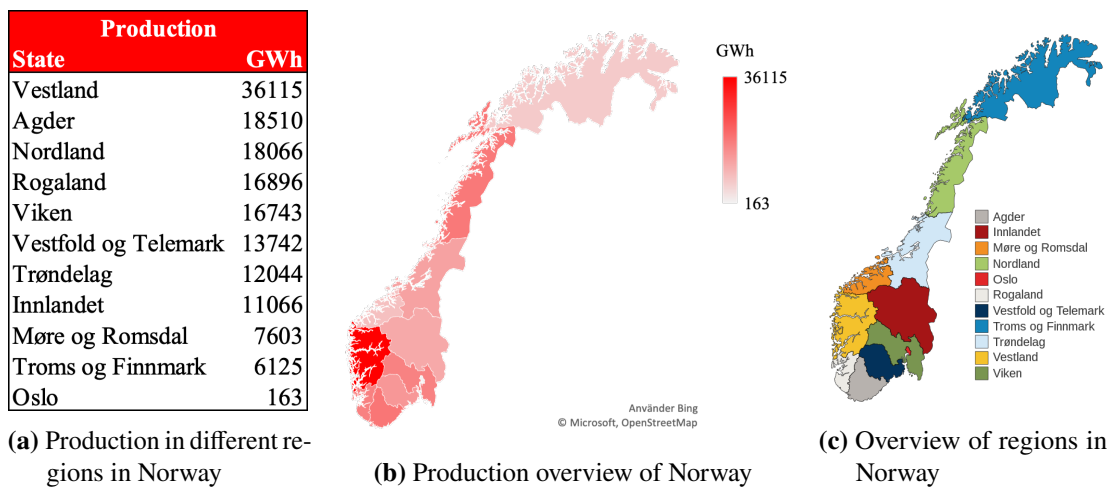 Production
State GWh
Vestland 36115
Agder 18510
Nordland 18066
Rogaland 16896
Viken 16743
Vestfold og Telemark 13742
Trøndelag 12044
Innlandet 11066
Møre og Romsdal 7603
Troms og Finnmark 6125
Oslo 163
(a) Production in different re-
gions in Norway
GWh
36115
163
Använder Bing
© Microsoft, OpenStreetMap
(b) Production overview of Norway
Agder
Innlandet
Møre og Romsdal
Nordland
Oslo
Rogaland
Vestfold og Telemark
Troms og Finnmark
Trøndelag
Vestland
Viken
(c) Overview of regions in
Norway